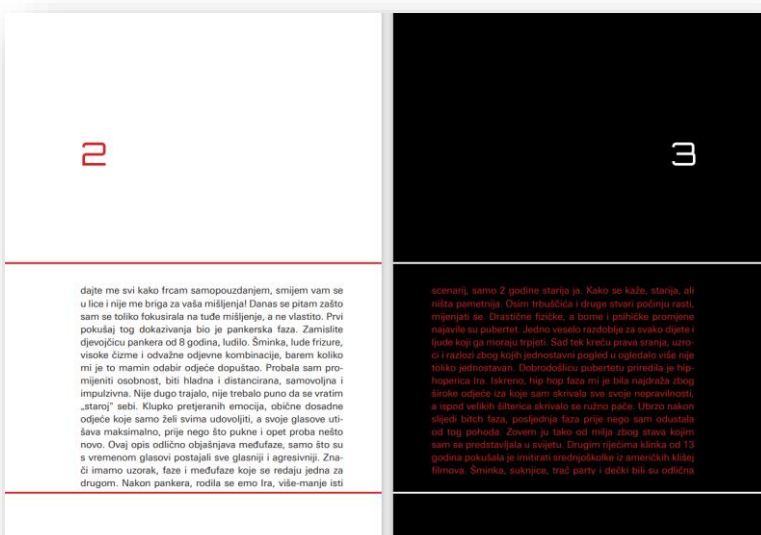 2
dajte me svi kako frcam samopouzdanjem, smijem vam se
u lice i nije me briga za vaša mišljenja! Danas se pitam zašto
sam se toliko fokusirala na tuđe mišljenje, a ne vlastito. Prvi
pokušaj tog dokazivanja bio je pankerska faza. Zamislite
djevojčicu pankera od 8 godina, ludilo. Šminka, lude frizure,
visoke čizme i odvažne odjevne kombinacije, barem koliko
mi je to mamin odabir odjeće dopuštao. Probala sam pro-
mijeniti osobnost, biti hladna i distancirana, samovoljna i
impulzivna. Nije dugo trajalo, nije trebalo puno da se vratim
„staroj” sebi. Klupko pretjeranih emocija, obične dosadne
odjeće koje samo želi svima udovoljiti, a svoje glasove uti-
šava maksimalno, prije nego što pukne i opet proba nešto
novo. Ovaj opis odlično objašnjava međufaze, samo što su
s vremenom glasovi postajali sve glasniji i agresivniji. Zna-
či imamo uzorak, faze i međufaze koje se redaju jedna za
drugom. Nakon pankera, rodila se emo Ira, više-manje isti
3
scenarij, samo 2 godine starija ja. Kako se kaže, starija, ali
ništa pametnija. Osim trbuščića i druge stvari počinju rasti,
mijenjati se. Drastične fizičke, a bome i psihičke promjene
najavile su pubertet. Jedno veselo razdoblje za svako dijete i
ljude koji ga moraju trpjeti. Sad tek kreću prava sranja, uzro-
ci i razlozi zbog kojih jednostavni pogled u ogledalo više nije
toliko jednostavan. Dobrodošlicu pubertetu priredila je hip-
hoperica Ira. Iskreno, hip hop faza mi je bila najdraža zbog
široke odjeće iza koje sam skrivala sve svoje nepravilnosti,
a ispod velikih šilterica skrivalo se ružno pače. Ubrzo nakon
slijedi bitch faza, posljednja faza prije nego sam odustala
od tog pohoda. Zovem ju tako od milja zbog stava kojim
sam se predstavljala u svijetu. Drugim riječima klinka od 13
godina pokušala je imitirati srednjoškolke iz američkih klišej
filmova. Šminka, suknjice, trač party i dečki bili su odlična